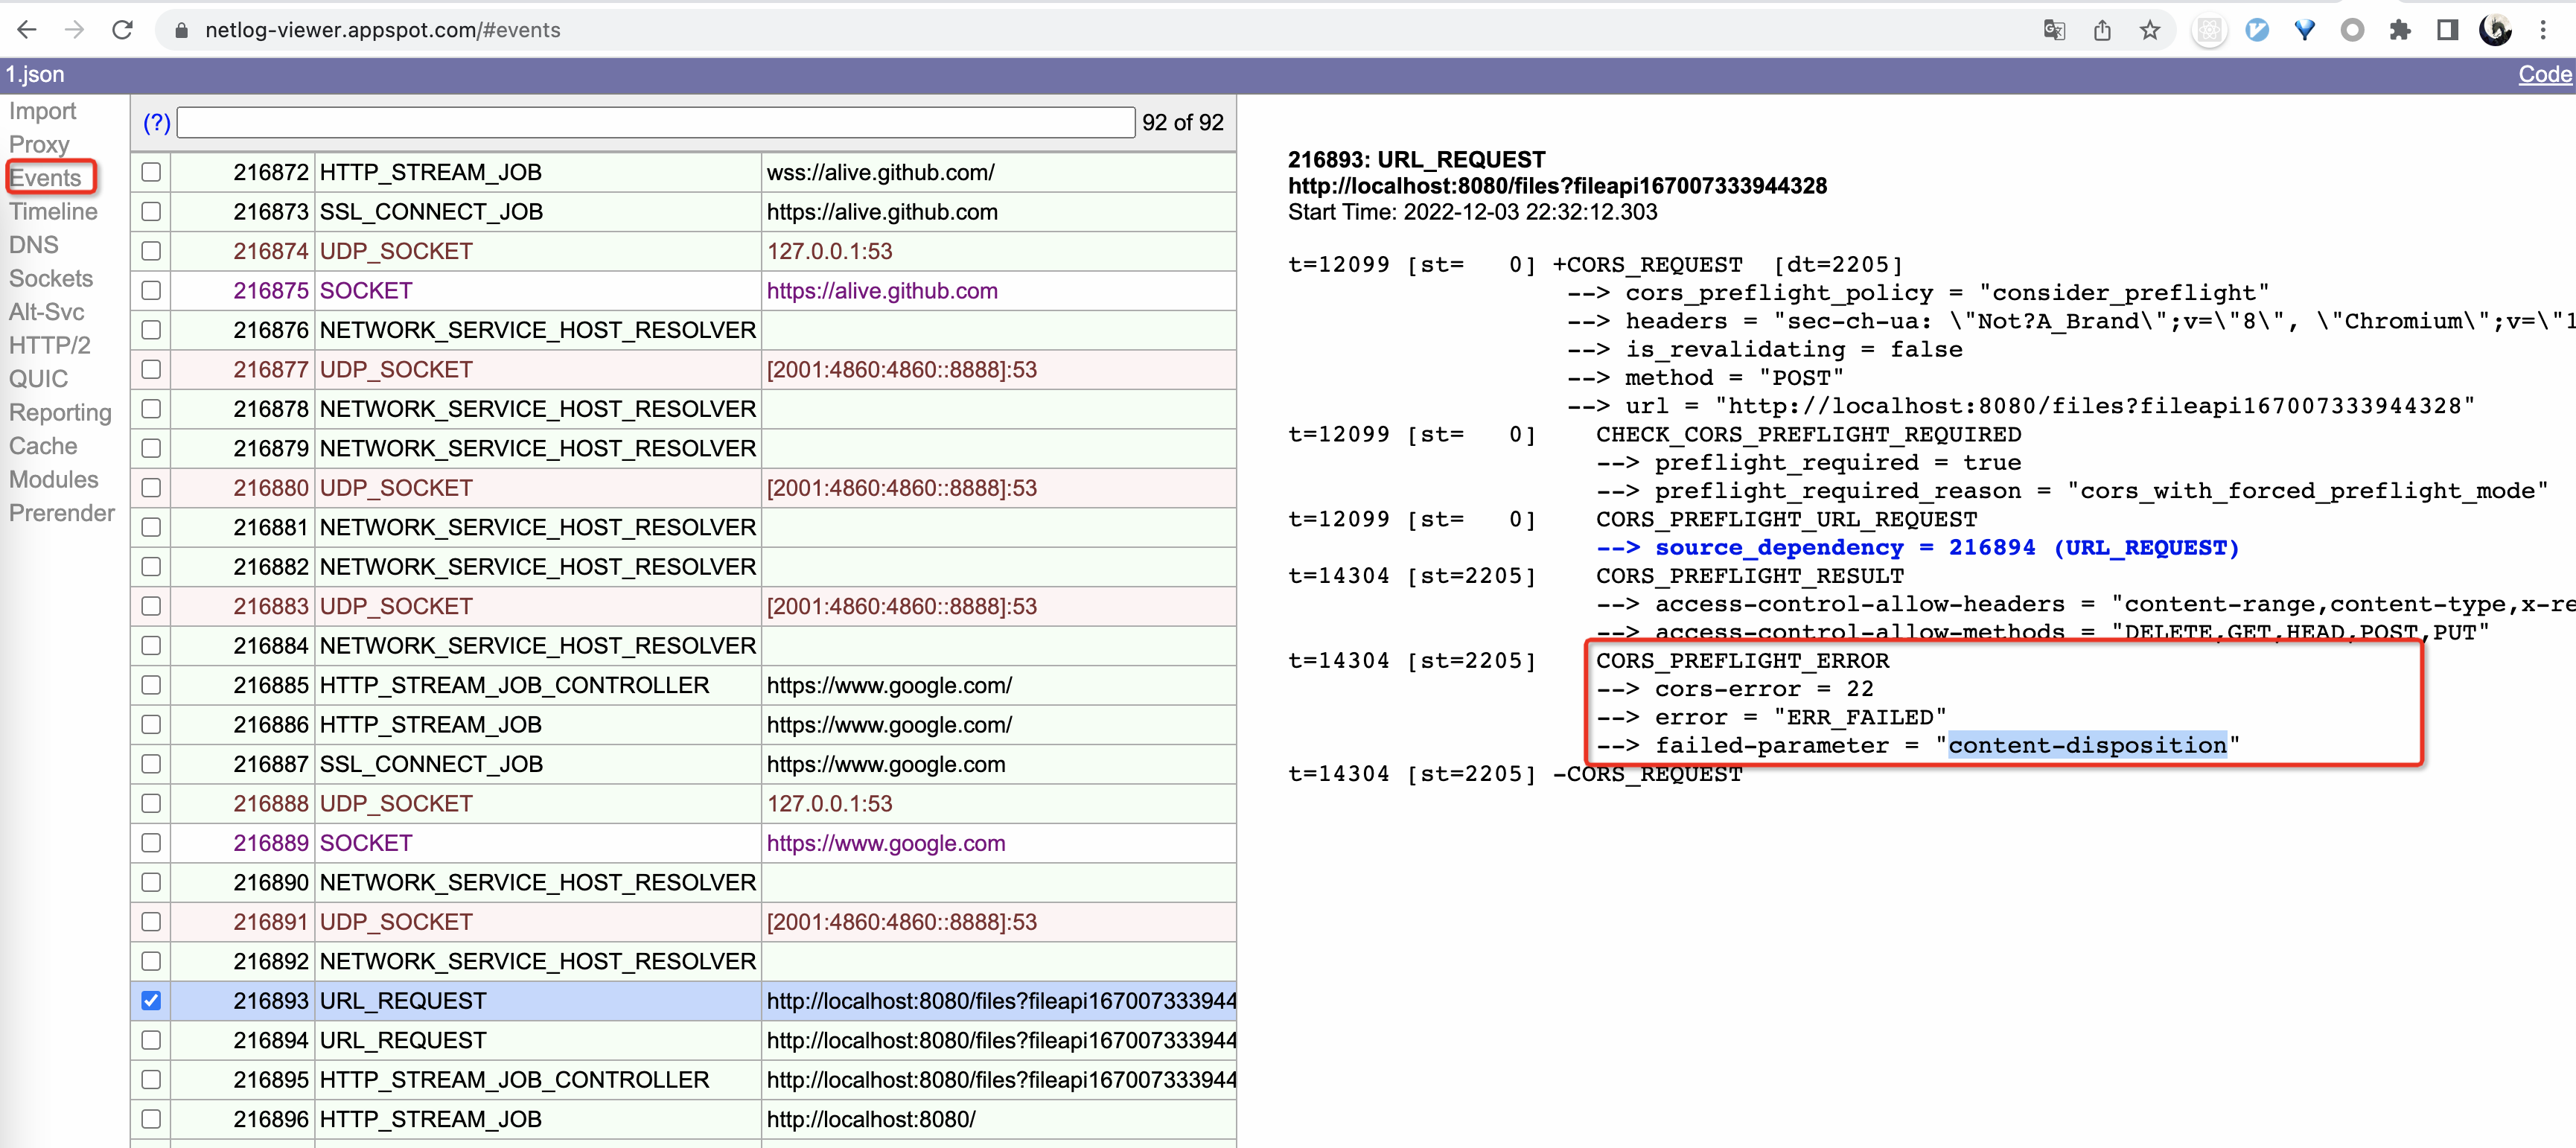 netlog-viewer.appspot.com/#events
1.json
Code
Import
Proxy
Events
Timeline
DNS
Sockets
Alt-Svc
HTTP/2
QUIC
Reporting
Cache
Modules
Prerender
(?) 92 of 92
216872 HTTP_STREAM_JOB wss://alive.github.com/
216873 SSL_CONNECT_JOB https://alive.github.com
216874 UDP_SOCKET 127.0.0.1:53
216875 SOCKET https://alive.github.com
216876 NETWORK_SERVICE_HOST_RESOLVER
216877 UDP_SOCKET [2001:4860:4860::8888]:53
216878 NETWORK_SERVICE_HOST_RESOLVER
216879 NETWORK_SERVICE_HOST_RESOLVER
216880 UDP_SOCKET [2001:4860:4860::8888]:53
216881 NETWORK_SERVICE_HOST_RESOLVER
216882 NETWORK_SERVICE_HOST_RESOLVER
216883 UDP_SOCKET [2001:4860:4860::8888]:53
216884 NETWORK_SERVICE_HOST_RESOLVER
216885 HTTP_STREAM_JOB_CONTROLLER https://www.google.com/
216886 HTTP_STREAM_JOB https://www.google.com/
216887 SSL_CONNECT_JOB https://www.google.com
216888 UDP_SOCKET 127.0.0.1:53
216889 SOCKET https://www.google.com
216890 NETWORK_SERVICE_HOST_RESOLVER
216891 UDP_SOCKET [2001:4860:4860::8888]:53
216892 NETWORK_SERVICE_HOST_RESOLVER
216893 URL_REQUEST http://localhost:8080/files?fileapi167007333944
216894 URL_REQUEST http://localhost:8080/files?fileapi167007333944
216895 HTTP_STREAM_JOB_CONTROLLER http://localhost:8080/files?fileapi167007333944
216896 HTTP_STREAM_JOB http://localhost:8080/
216893: URL_REQUEST
http://localhost:8080/files?fileapi167007333944328
Start Time: 2022-12-03 22:32:12.303
t=12099 [st=   0] +CORS_REQUEST  [dt=2205]
--> cors_preflight_policy = "consider_preflight"
--> headers = "sec-ch-ua: \"Not?A_Brand\";v=\"8\", \"Chromium\";v=\"1
--> is_revalidating = false
--> method = "POST"
--> url = "http://localhost:8080/files?fileapi167007333944328"
t=12099 [st=   0] CHECK_CORS_PREFLIGHT_REQUIRED
--> preflight_required = true
--> preflight_required_reason = "cors_with_forced_preflight_mode"
t=12099 [st=   0] CORS_PREFLIGHT_URL_REQUEST
--> source_dependency = 216894 (URL_REQUEST)
t=14304 [st=2205] CORS_PREFLIGHT_RESULT
--> access-control-allow-headers = "content-range,content-type,x-re
--> access-control-allow-methods = "DELETE,GET,HEAD,POST,PUT"
t=14304 [st=2205] CORS_PREFLIGHT_ERROR
--> cors-error = 22
--> error = "ERR_FAILED"
--> failed-parameter = "content-disposition"
t=14304 [st=2205] -CORS_REQUEST